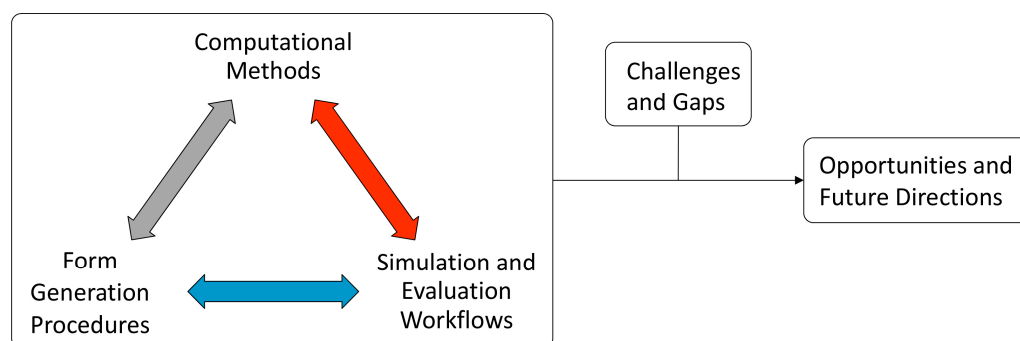 Computational
Methods
Challenges
and Gaps
Opportunities and
Future Directions
Form
Generation
Procedures
Simulation and
Evaluation
Workflows